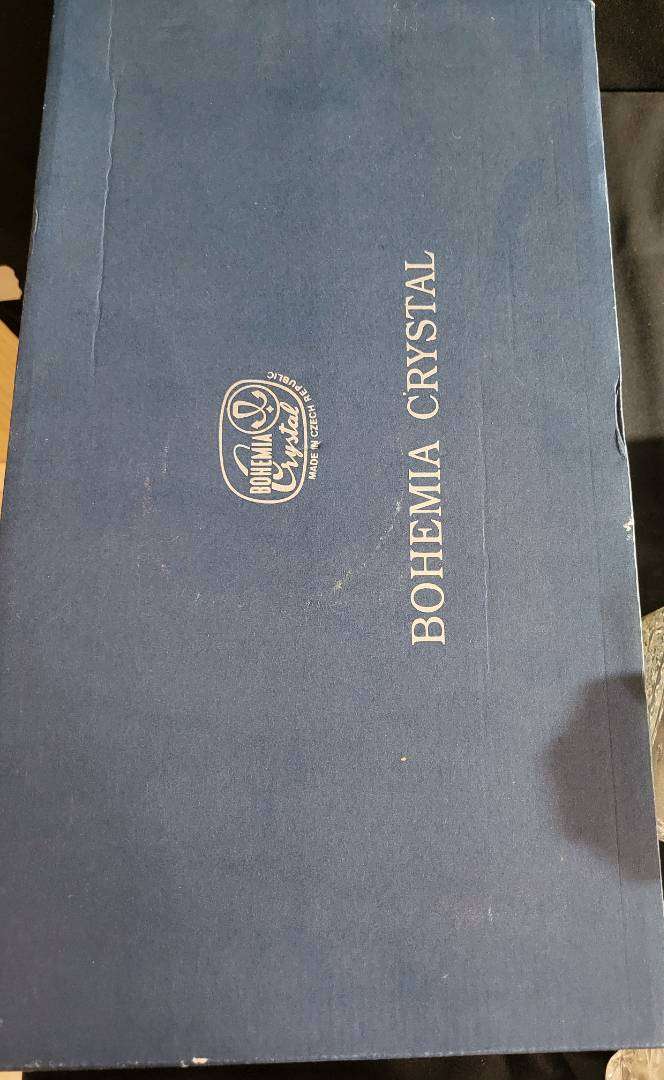 BOHEMIA
Crystal
MADE IN CZECH REPUBLIC
BOHEMIA CRYSTAL